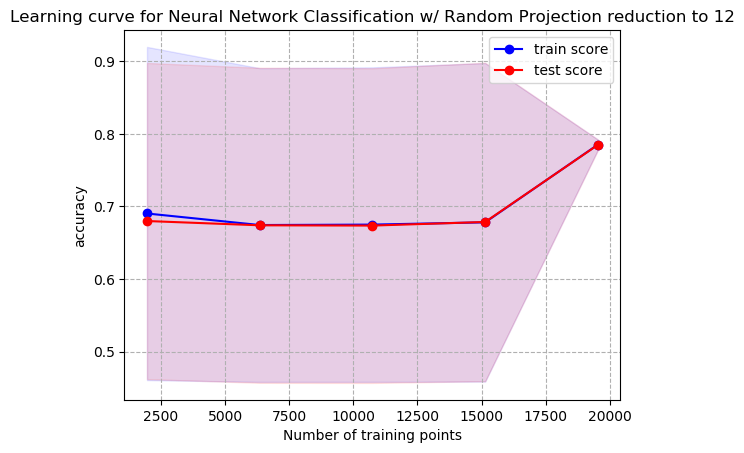 Learning curve for Neural Network Classification w/ Random Projection reduction to 12
train score
test score
accuracy
0.9
0.8
0.7
0.6
0.5
2500 5000 7500 10000 12500 15000 17500 20000
Number of training points